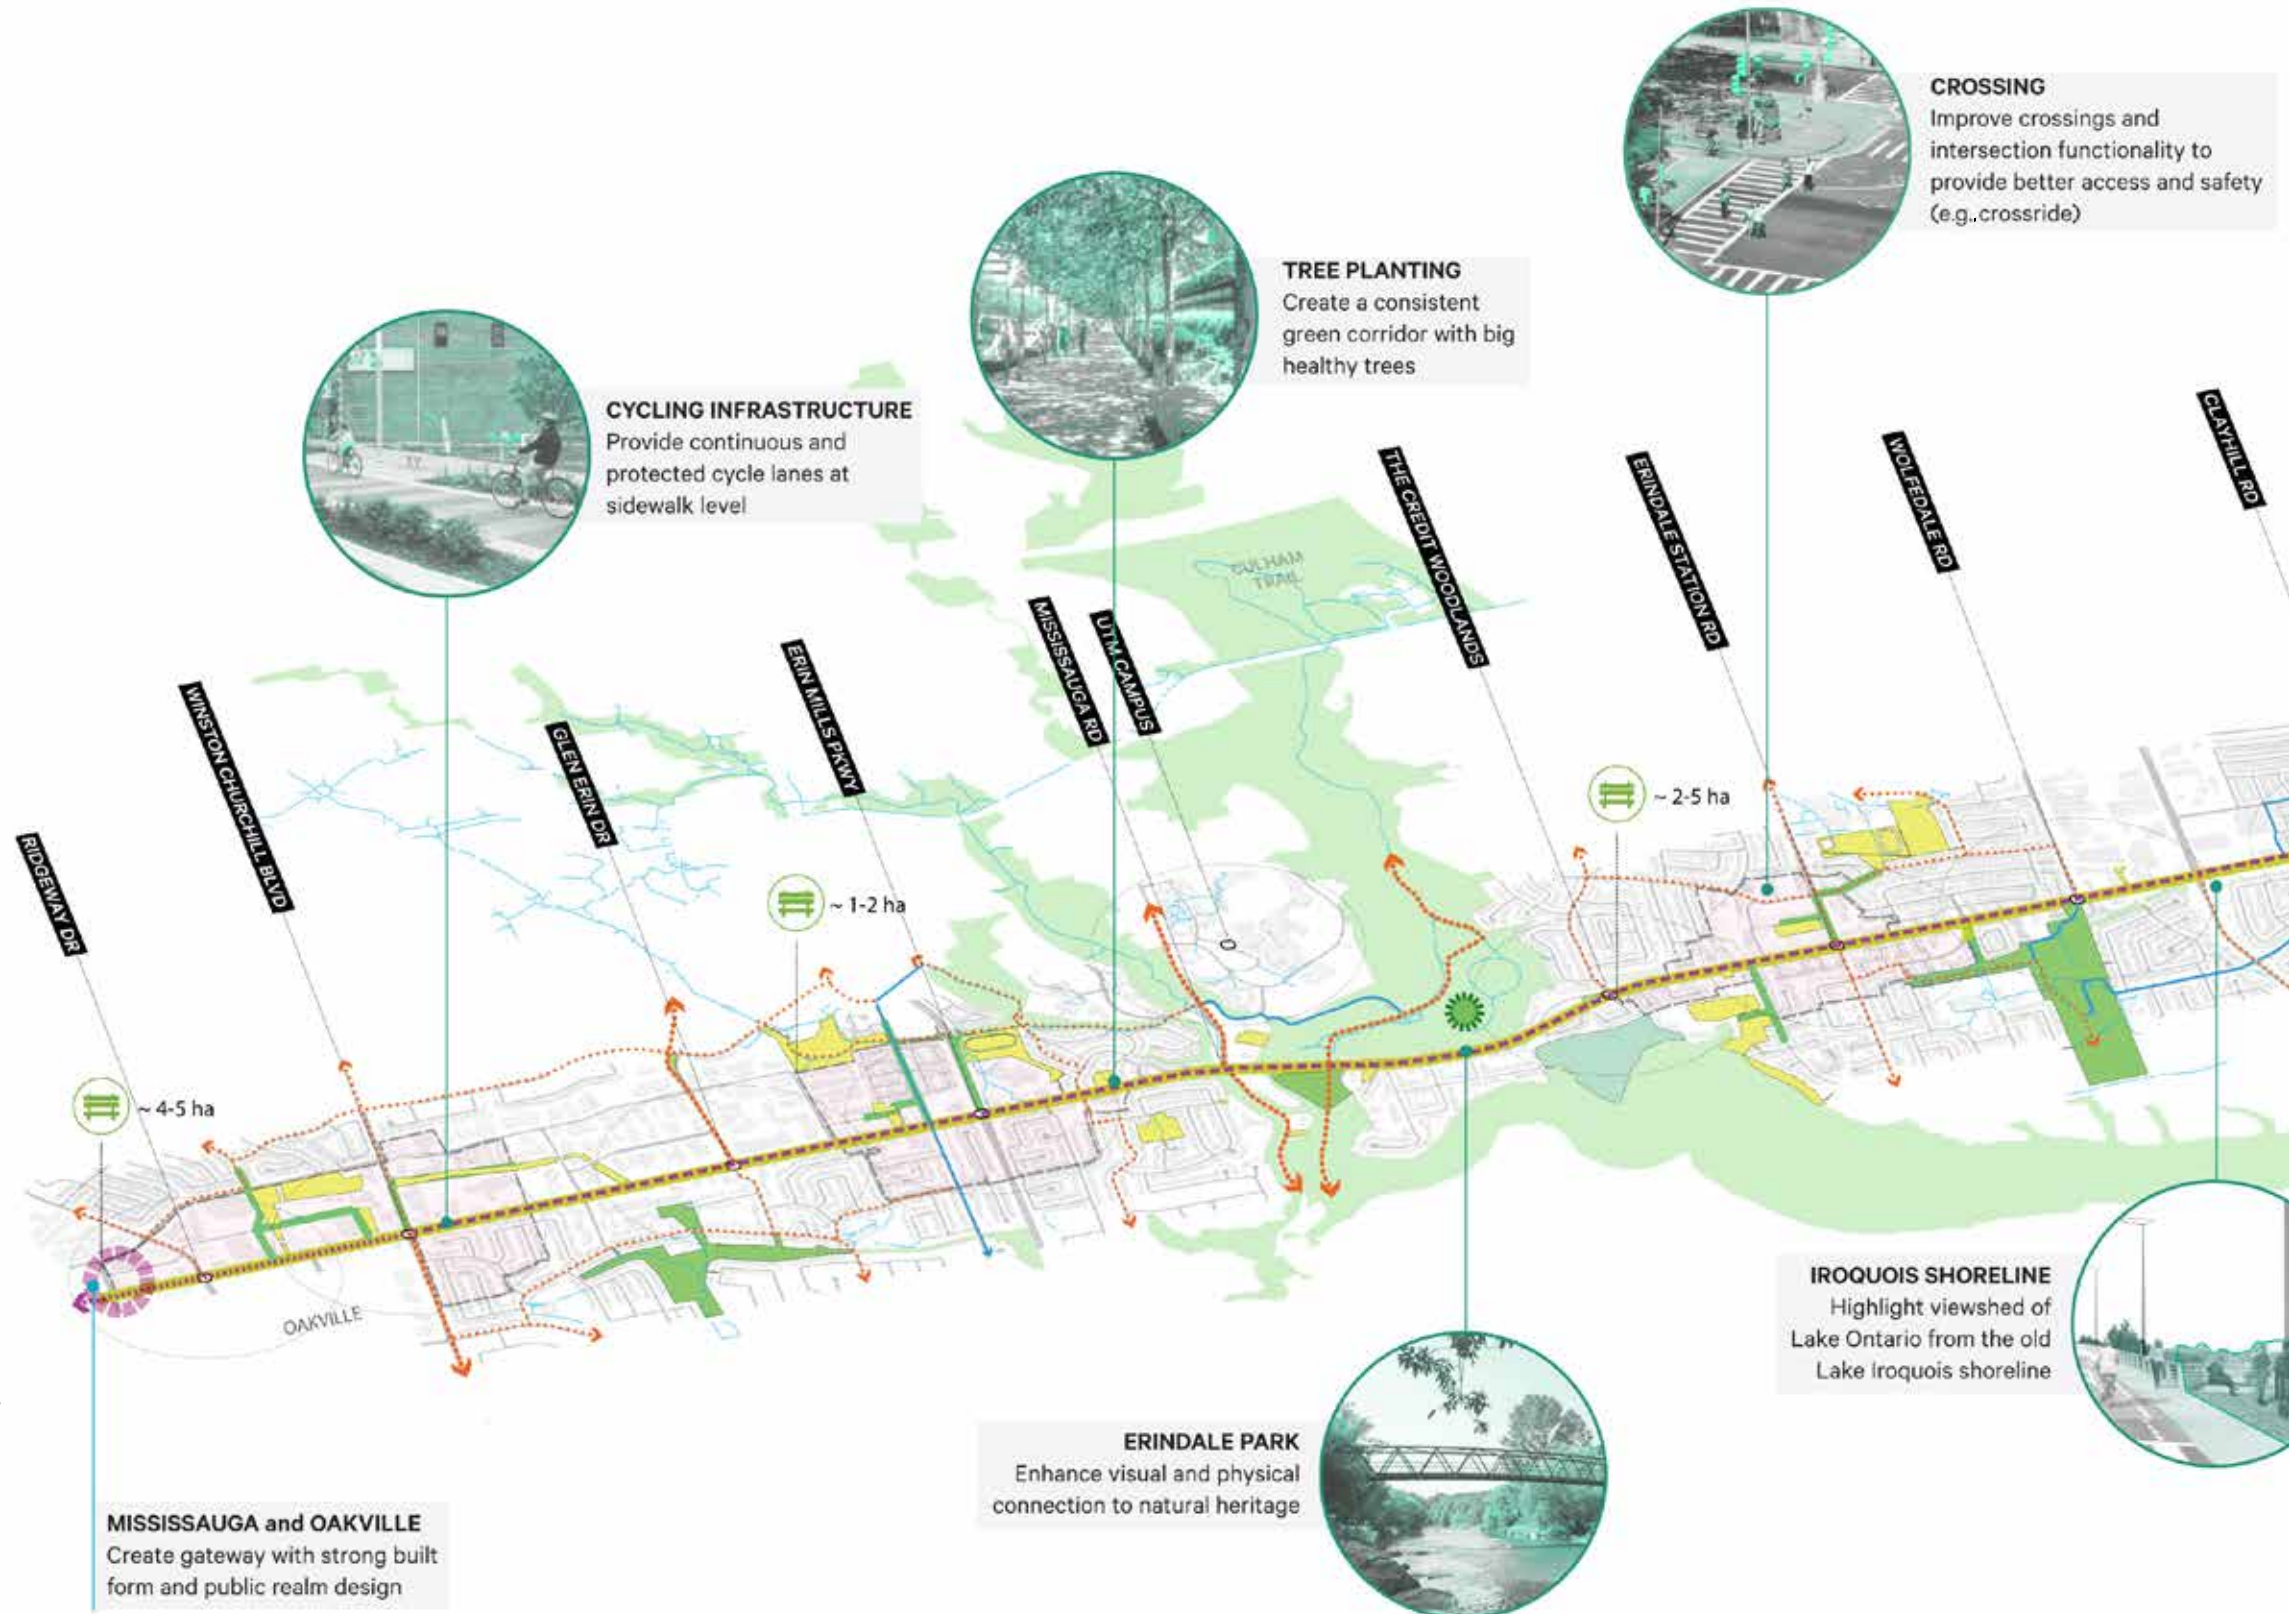 CROSSING
Improve crossings and
intersection functionality to
provide better access and safety
(e.g.,crossride)
TREE PLANTING
Create a consistent
green corridor with big
healthy trees
CYCLING INFRASTRUCTURE
Provide continuous and
protected cycle lanes at
sidewalk level
CULHAM
TRAIL
RIDGEWAY DR
WINSTON CHURCHILL BLVD
GLEN ERIN DR
ERIN MILLS PKWY
MISSISSAUGA RD
UTM CAMPUS
THE CREDIT WOODLANDS
ERINDALE STATION RD
WOLFEDALE RD
CLAYHILL RD
~ 4-5 ha
~ 1-2 ha
~ 2-5 ha
OAKVILLE
IROQUOIS SHORELINE
Highlight viewshed of
Lake Ontario from the old
Lake Iroquois shoreline
ERINDALE PARK
Enhance visual and physical
connection to natural heritage
MISSISSAUGA and OAKVILLE
Create gateway with strong built
form and public realm design